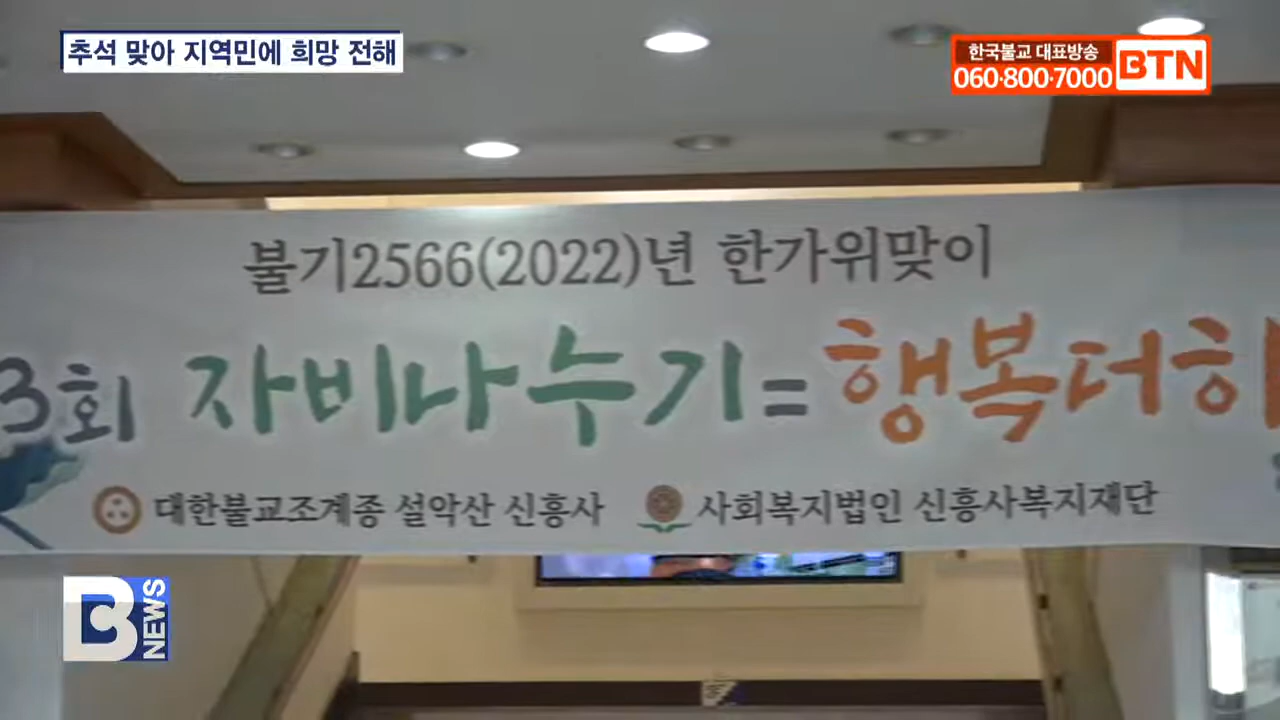 추석 맞아 지역민에 희망 전해
한국불교 대표방송
060·800·7000 BTN
불기2566(2022)년 한가위맞이
3회 자비나누기=행복더하
대한불교조계종 설악산 신흥사 사회복지법인 신흥사복지재단
B NEWS